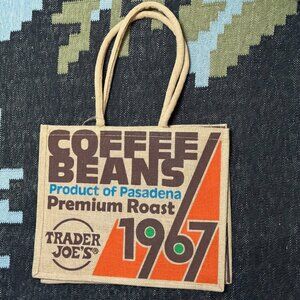 COFFEE
BEANS
Product of Pasadena
Premium Roast
TRADER
JOE'S®
1967